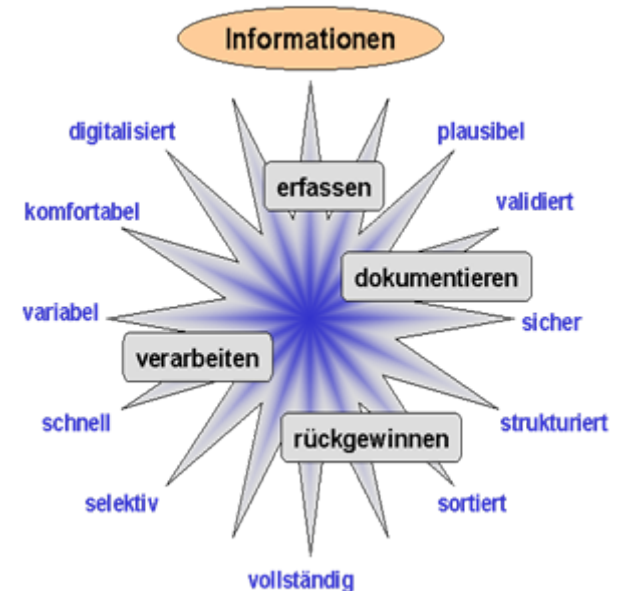 Informationen
digitalisiert
plausibel
erfassen
komfortabel
validiert
dokumentieren
variabel
sicher
verarbeiten
schnell
strukturiert
rückgewinnen
selektiv
sortiert
vollständig